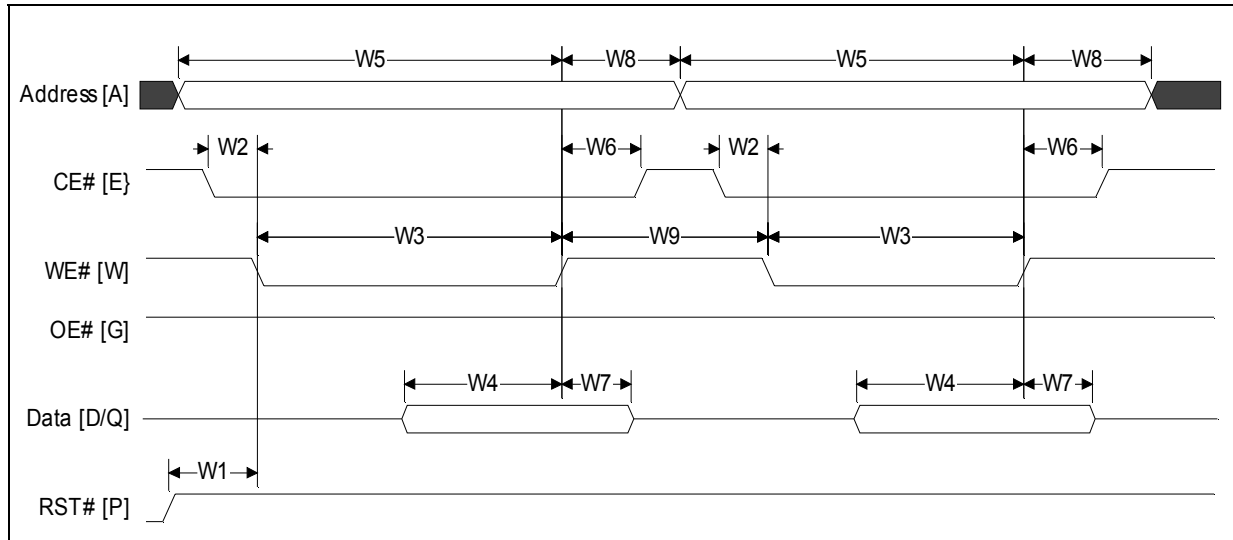 W5 W8 W5 W8
Address [A]
W2 W6 W2 W6
CE# [E}
W3 W9 W3
WE# [W]
OE# [G]
W4 W7 W4 W7
Data [D/Q]
W1
RST# [P]